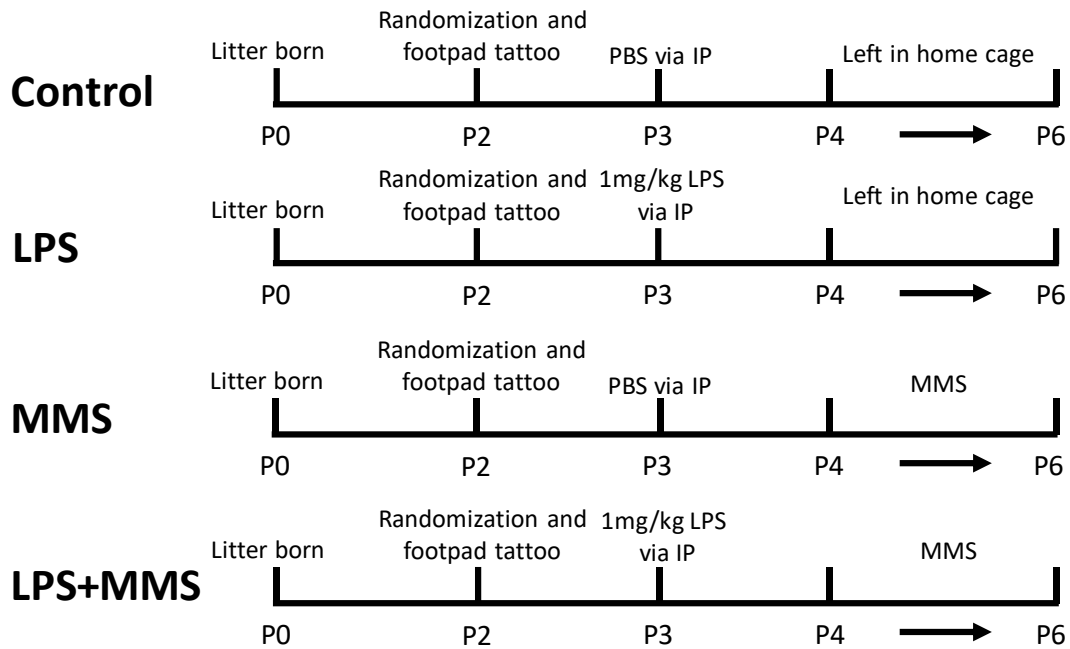 Control
Litter born
Randomization and
footpad tattoo
PBS via IP
Left in home cage
P0
P2
P3
P4
P6
LPS
Litter born
Randomization and
footpad tattoo
1mg/kg LPS
via IP
Left in home cage
P0
P2
P3
P4
P6
MMS
Litter born
Randomization and
footpad tattoo
PBS via IP
MMS
P0
P2
P3
P4
P6
LPS+MMS
Litter born
Randomization and
footpad tattoo
1mg/kg LPS
via IP
MMS
P0
P2
P3
P4
P6